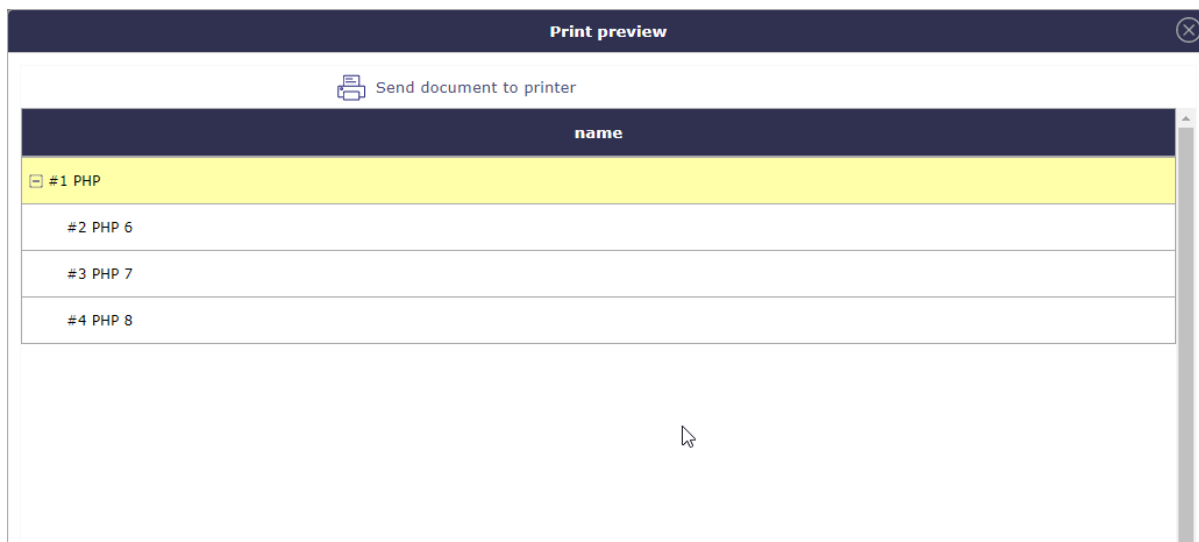 Print preview
Send document to printer
name
#1 PHP
#2 PHP 6
#3 PHP 7
#4 PHP 8